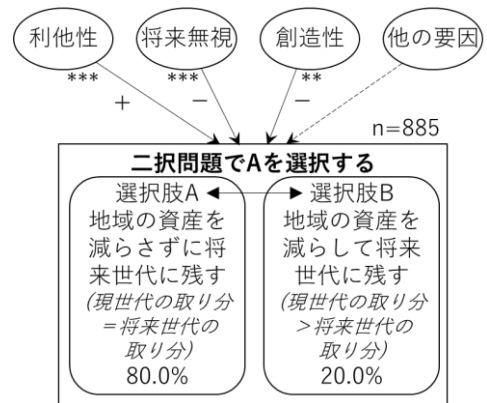 利他性 将来無視 創造性 他の要因
*** *** **
+ − −
n=885
二択問題でAを選択する
選択肢A 選択肢B
地域の資産を 地域の資産を
減らさずに将 減らして将来
来世代に残す 世代に残す
(現世代の取り分 (現世代の取り分
＝将来世代の ＞将来世代の
取り分) 取り分)
80.0% 20.0%